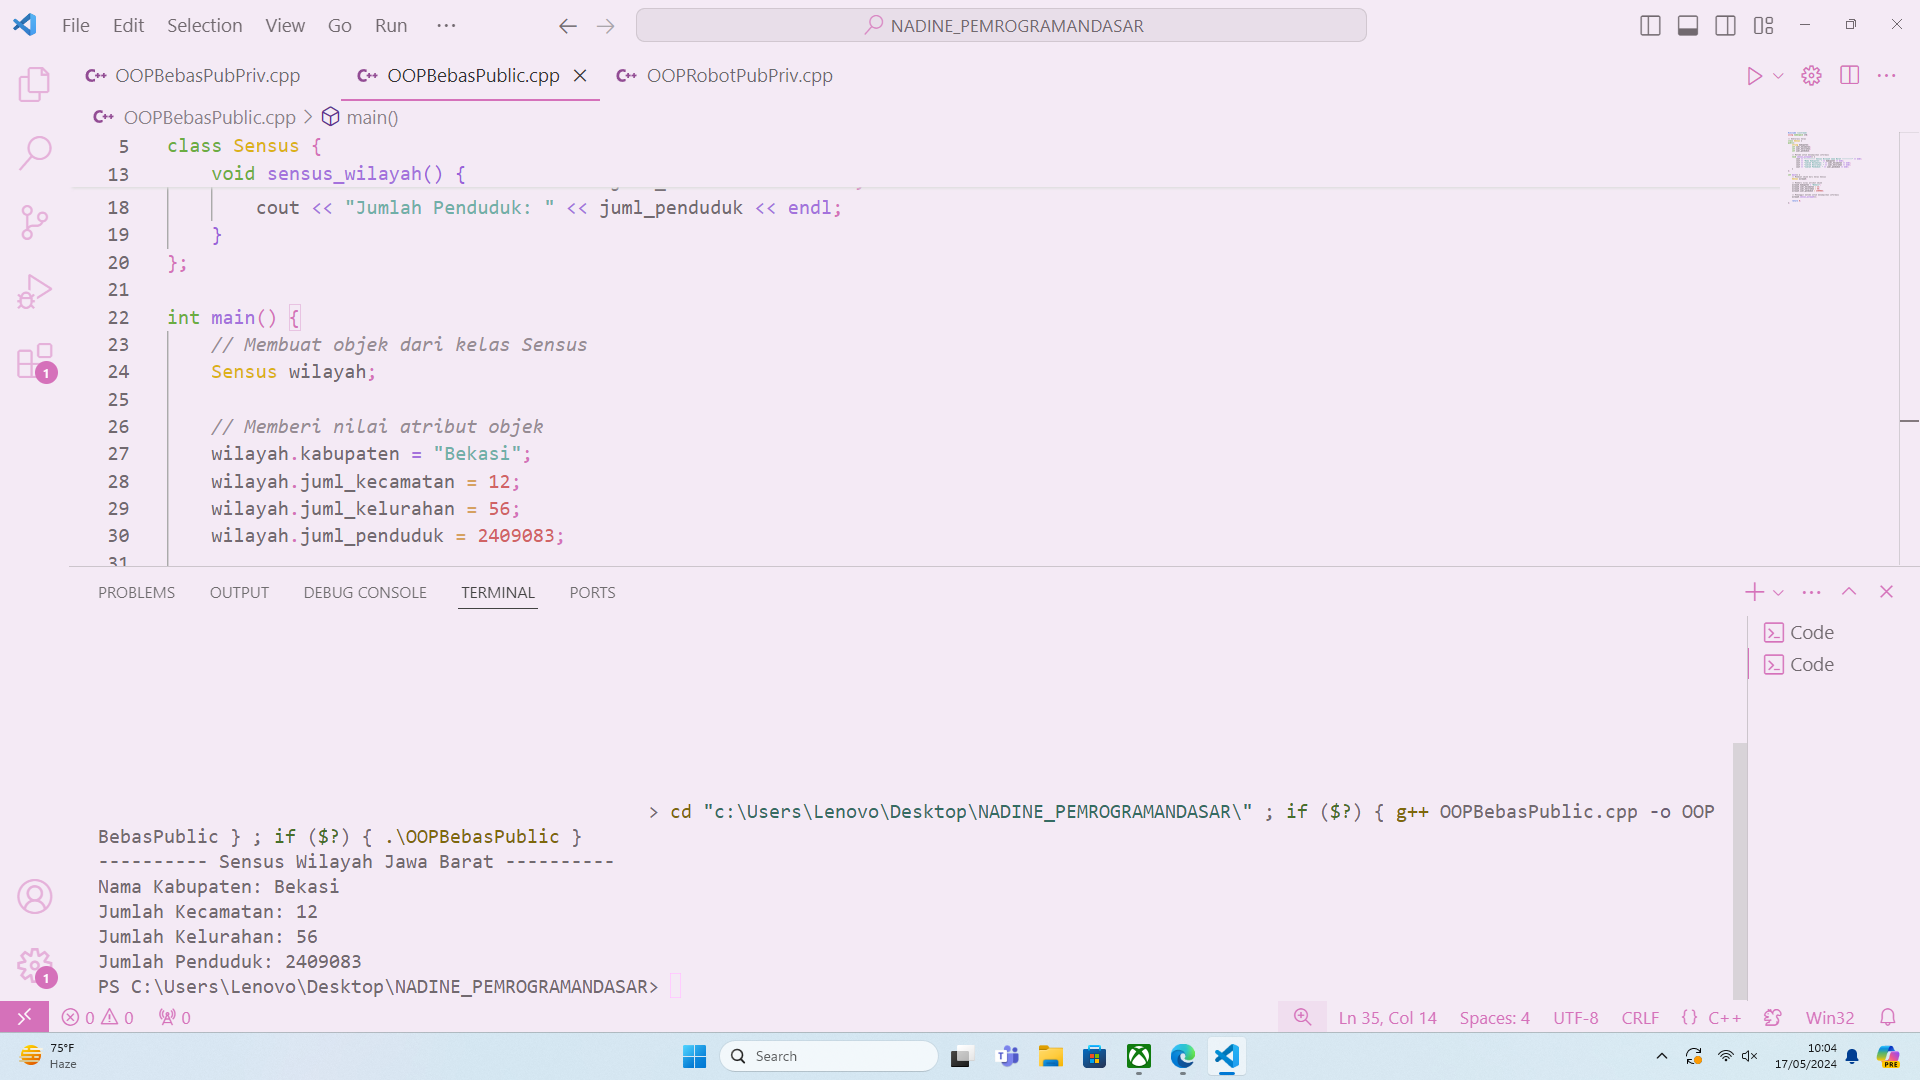 File Edit Selection View Go Run ··· NADINE_PEMROGRAMANDASAR
OOPBebasPubPriv.cpp OOPBebasPublic.cpp OOPRobotPubPriv.cpp
OOPBebasPublic.cpp > main()
5 class Sensus {
13 void sensus_wilayah() {
18 cout << "Jumlah Penduduk: " << juml_penduduk << endl;
19 }
20 };
21
22 int main() {
23 // Membuat objek dari kelas Sensus
24 Sensus wilayah;
25
26 // Memberi nilai atribut objek
27 wilayah.kabupaten = "Bekasi";
28 wilayah.juml_kecamatan = 12;
29 wilayah.juml_kelurahan = 56;
30 wilayah.juml_penduduk = 2409083;
31
PROBLEMS OUTPUT DEBUG CONSOLE TERMINAL PORTS
Code
Code
> cd "c:\Users\Lenovo\Desktop\NADINE_PEMROGRAMANDASAR\" ; if ($?) { g++ OOPBebasPublic.cpp -o OOP
BebasPublic } ; if ($?) { .\OOPBebasPublic }
---------- Sensus Wilayah Jawa Barat ----------
Nama Kabupaten: Bekasi
Jumlah Kecamatan: 12
Jumlah Kelurahan: 56
Jumlah Penduduk: 2409083
PS C:\Users\Lenovo\Desktop\NADINE_PEMROGRAMANDASAR>
1
1
0 0 0 Ln 35, Col 14 Spaces: 4 UTF-8 CRLF {} C++ Win32
75°F
Haze
Search
10:04
17/05/2024
PRE